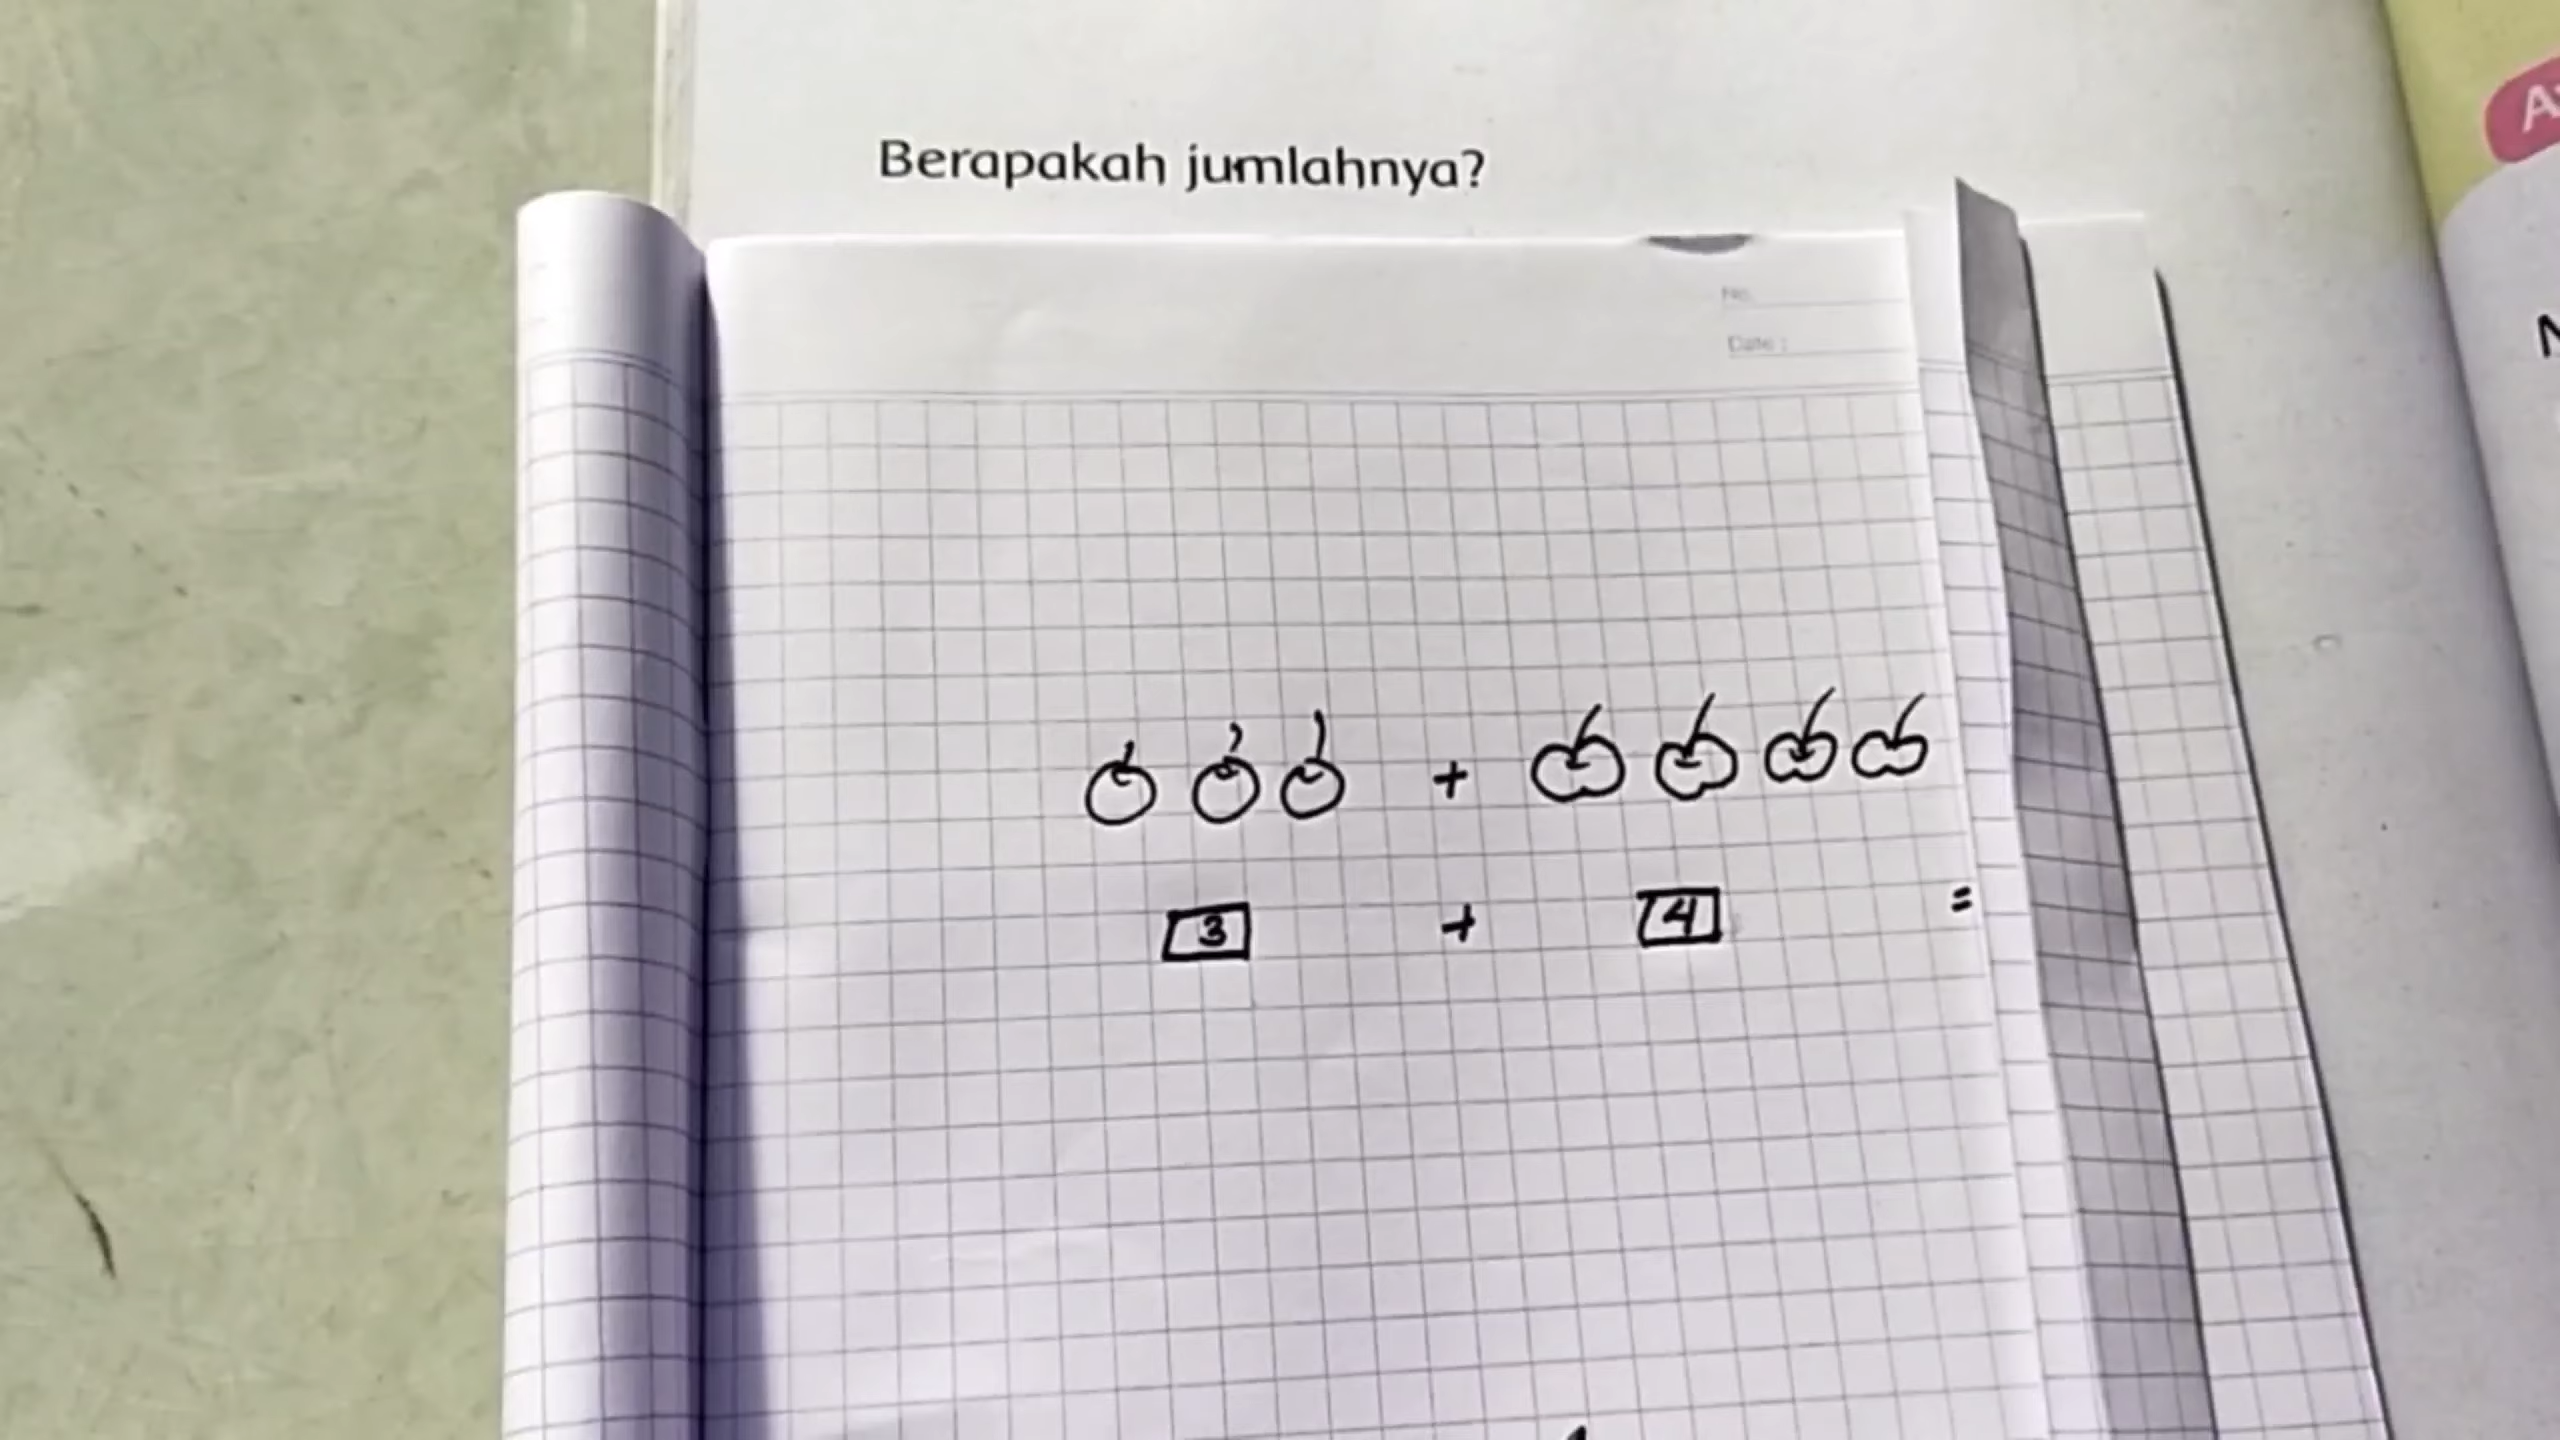 Berapakah jumlahnya?
No.
Date :
+
3 + 4 =